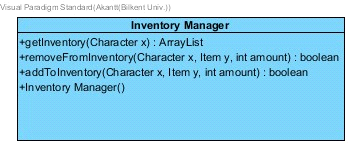 Visual Paradigm Standard(Akant(Bilkent Univ.))
Inventory Manager
+getInventory(Character x) : ArrayList
+removeFromInventory(Character x, Item y, int amount) : boolean
+addToInventory(Character x, Item y, int amount) : boolean
+Inventory Manager()